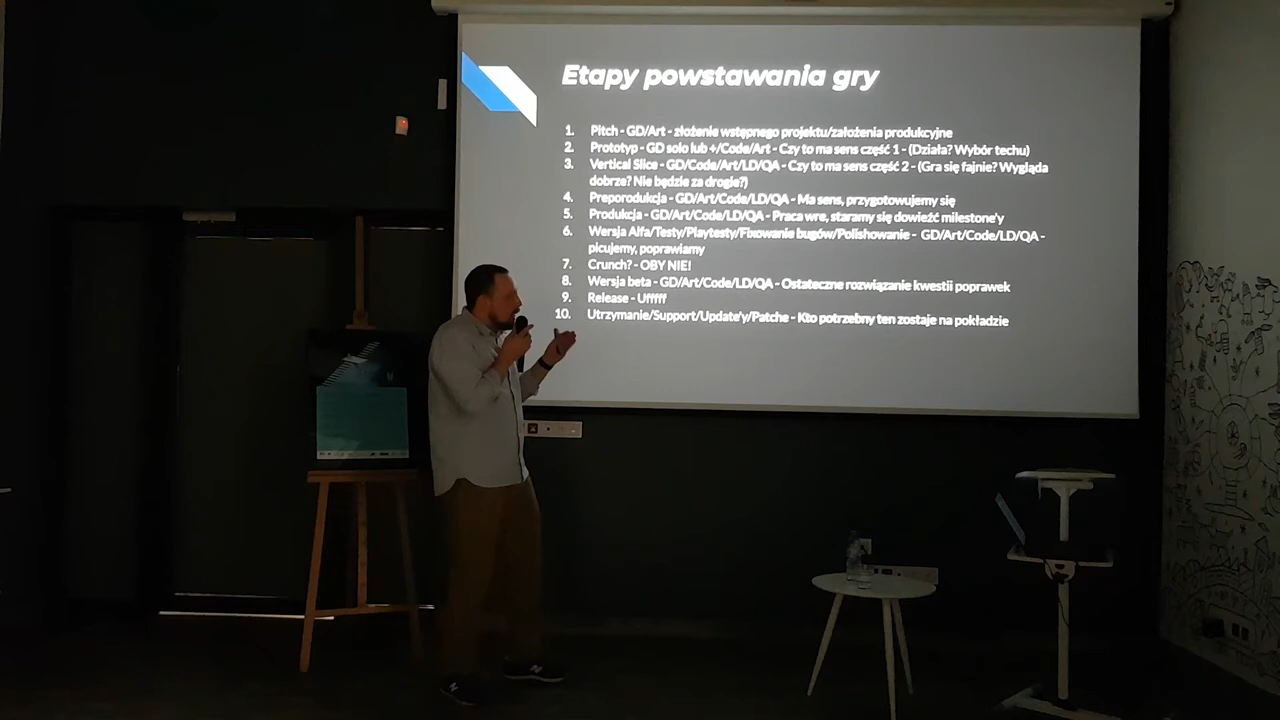 Etapy powstawania gry
1. Pitch - GD/Art - złożenie wstępnego projektu/założenia produkcyjne
2. Prototyp - GD solo lub +/Code/Art - Czy to ma sens część 1 - (Działa? Wybór techu)
3. Vertical Slice - GD/Code/Art/LD/QA - Czy to ma sens część 2 - (Gra się fajnie? Wygląda
dobrze? Nie będzie za drogie?)
4. Preporodukcja - GD/Art/Code/LD/QA - Ma sens, przygotowujemy się
5. Produkcja - GD/Art/Code/LD/QA - Praca wre, staramy się dowieźć milestone'y
6. Wersja Alfa/Testy/Playtesty/Fixowanie bugów/Polishowanie - GD/Art/Code/LD/QA -
picujemy, poprawiamy
7. Crunch? - OBY NIE!
8. Wersja beta - GD/Art/Code/LD/QA - Ostateczne rozwiązanie kwestii poprawek
9. Release - Ufffff
10. Utrzymanie/Support/Update'y/Patche - Kto potrzebny ten zostaje na pokładzie